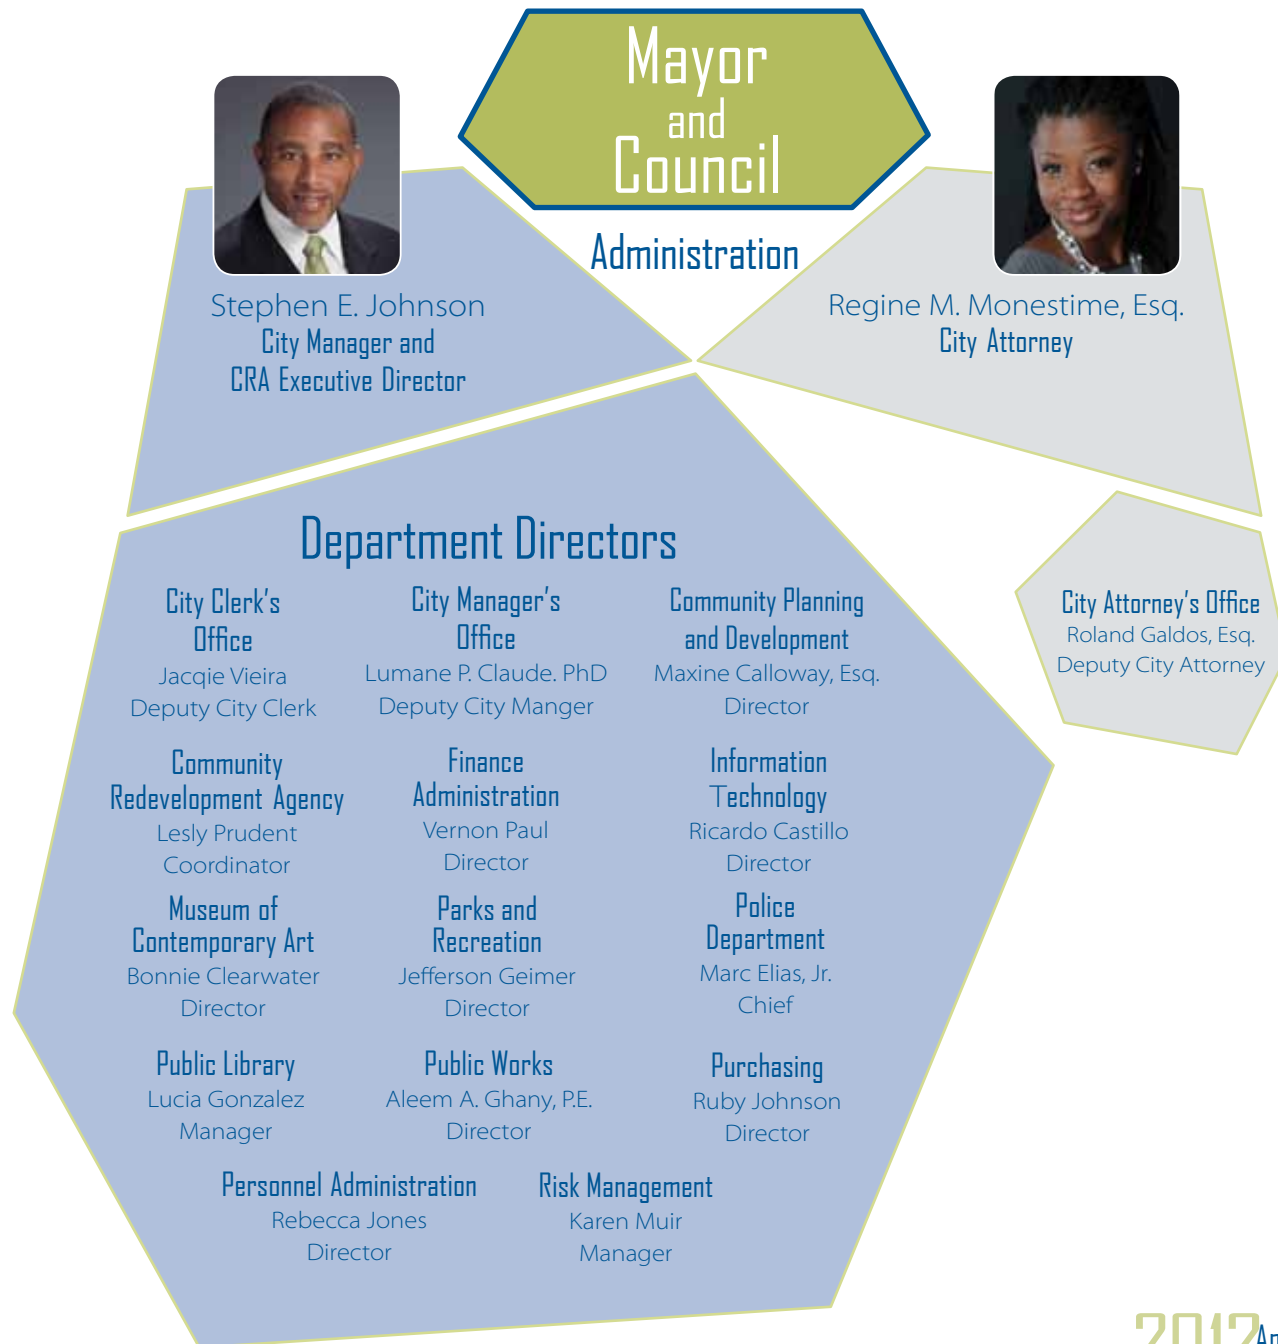 Mayor
and
Council
Administration
Stephen E. Johnson
City Manager and
CRA Executive Director
Regine M. Monestime, Esq.
City Attorney
Department Directors
City Clerk's
Office
Jacqie Vieira
Deputy City Clerk
City Manager's
Office
Lumane P. Claude. PhD
Deputy City Manger
Community Planning
and Development
Maxine Calloway, Esq.
Director
City Attorney's Office
Roland Galdos, Esq.
Deputy City Attorney
Community
Redevelopment Agency
Lesly Prudent
Coordinator
Finance
Administration
Vernon Paul
Director
Information
Technology
Ricardo Castillo
Director
Museum of
Contemporary Art
Bonnie Clearwater
Director
Parks and
Recreation
Jefferson Geimer
Director
Police
Department
Marc Elias, Jr.
Chief
Public Library
Lucia Gonzalez
Manager
Public Works
Aleem A. Ghany, P.E.
Director
Purchasing
Ruby Johnson
Director
Personnel Administration
Rebecca Jones
Director
Risk Management
Karen Muir
Manager
2012